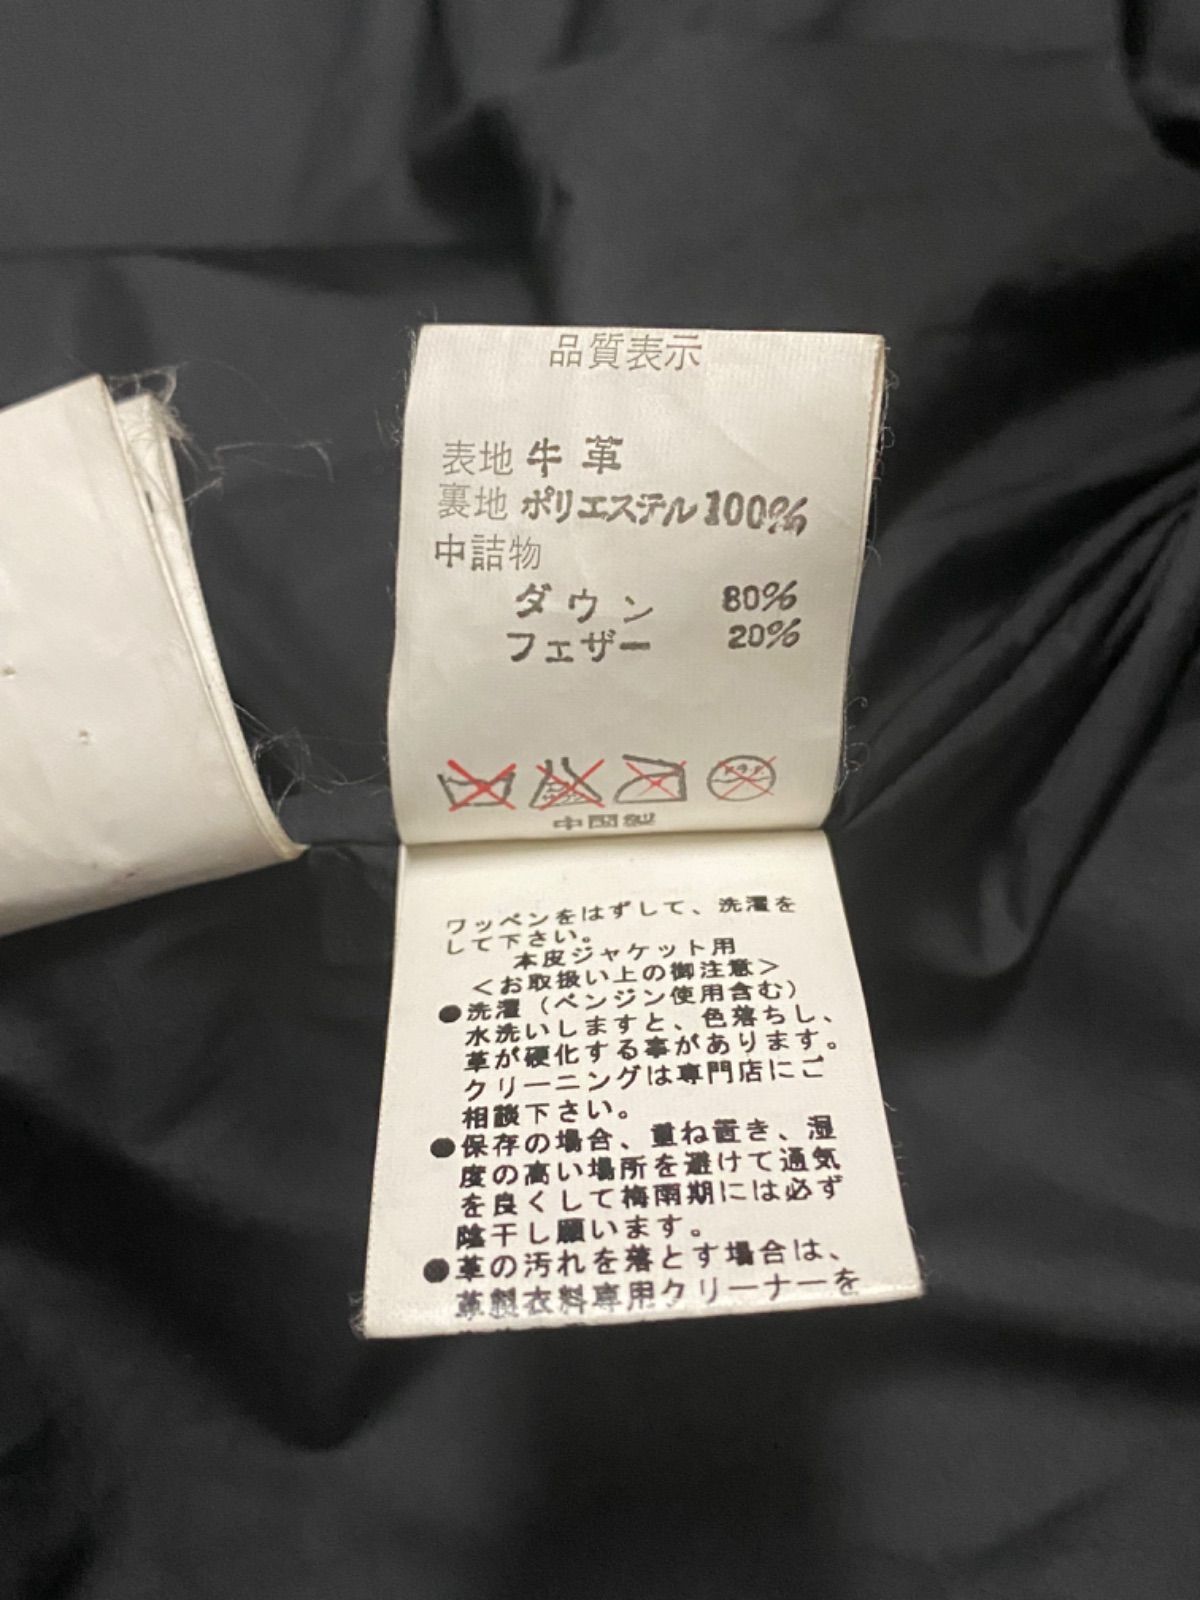 品質表示
表地 牛革
裏地 ポリエステル100%
中詰物
ダウン 80%
フェザー 20%
中国製
ワッペンをはずして、洗濯を
して下さい。
本皮ジャケット用
<お取扱い上の御注意>
●洗濯(ベンジン使用含む)
水洗いしますと、色落ちし、
革が硬化する事があります。
クリーニングは専門店にご
相談下さい。
●保存の場合、重ね置き、湿
度の高い場所を避けて通気
を良くして梅雨期には必ず
陰干し願います。
●革の汚れを落とす場合は、
革製衣料専用クリーナーを